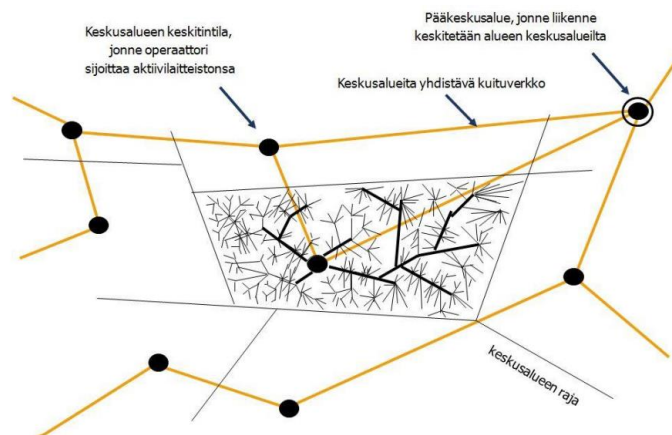 Keskusalueen keskitintila,
jonne operaattori
sijoittaa aktiivilaitteistonsa
Pääkeskusalue, jonne liikenne
keskitetään alueen keskusalueilta
Keskusalueita yhdistävä kuituverkko
keskusalueen raja